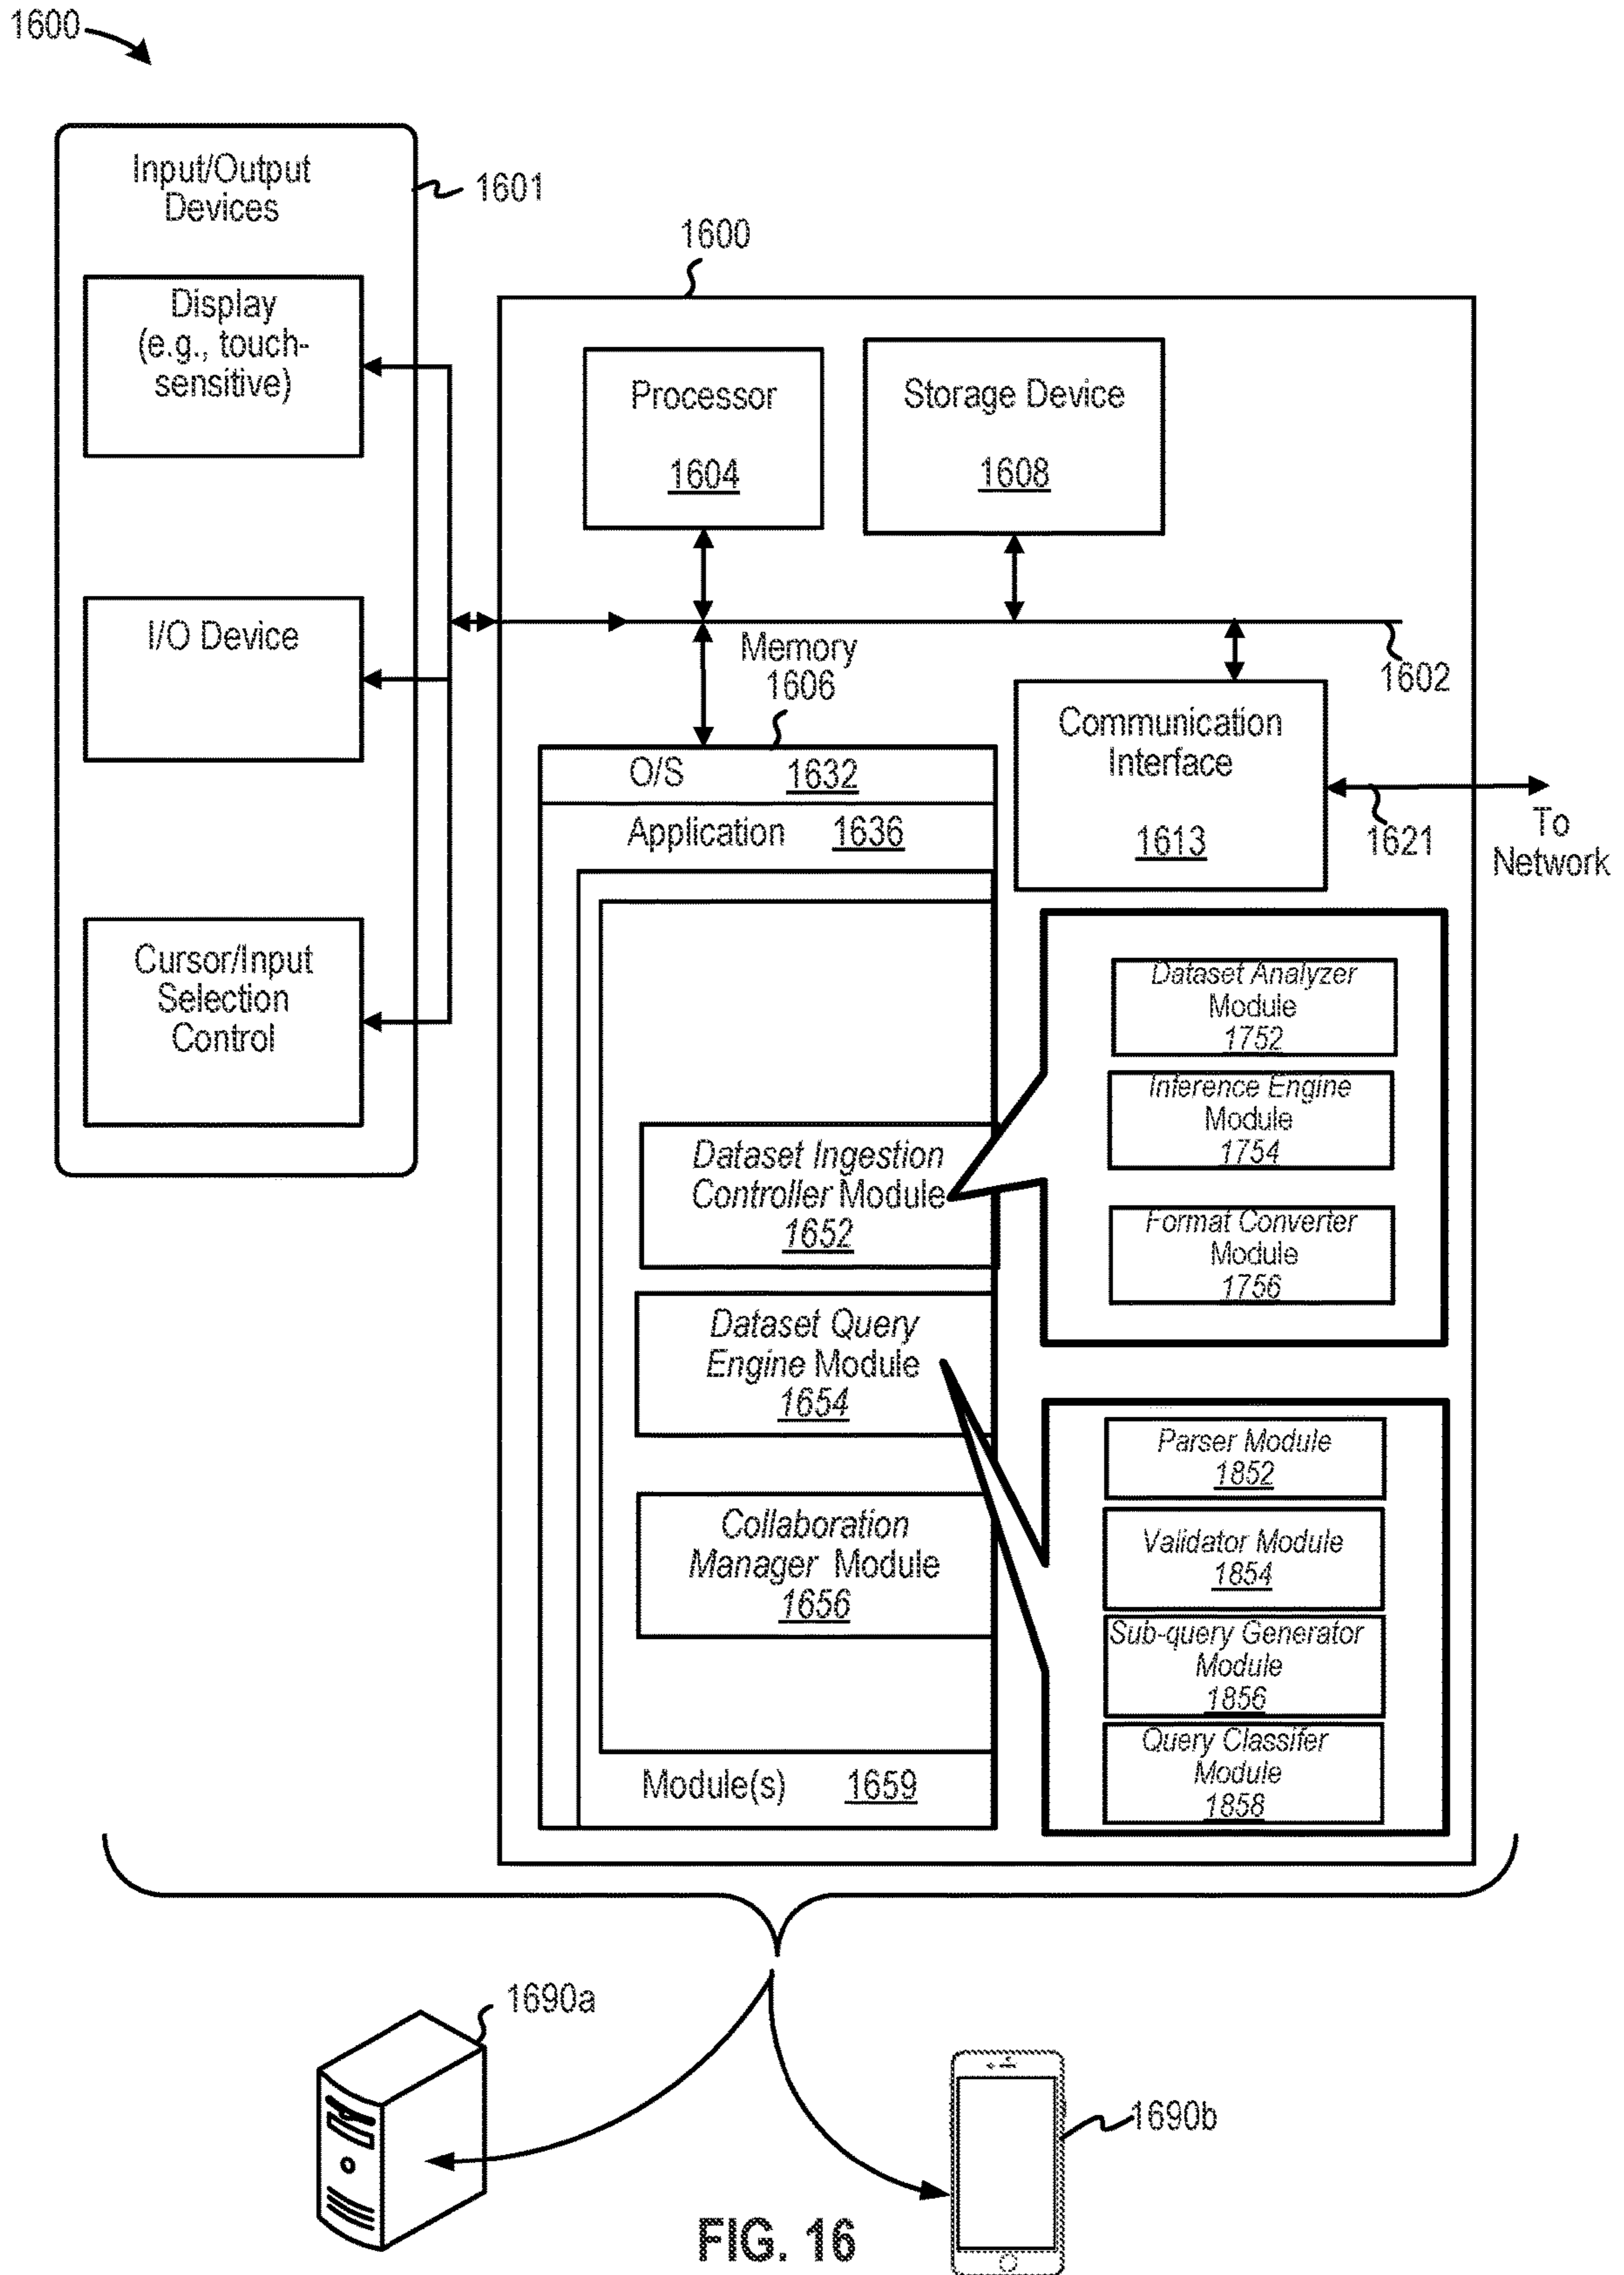 1600
Input/Output
Devices
1601
Display
(e.g., touch-
sensitive)
I/O Device
Cursor/Input
Selection
Control
1600
Processor
1604
Storage Device
1608
Memory
1606
1602
Communication
Interface
1613
1621
To
Network
O/S 1632
Application 1636
Dataset Ingestion
Controller Module
1652
Dataset Query
Engine Module
1654
Collaboration
Manager Module
1656
Module(s) 1659
Dataset Analyzer
Module
1752
Inference Engine
Module
1754
Format Converter
Module
1756
Parser Module
1852
Validator Module
1854
Sub-query Generator
Module
1856
Query Classifer
Module
1858
1690a
1690b
FIG. 16